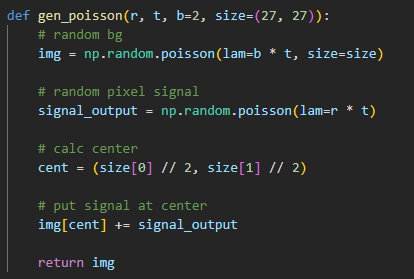 def gen_poisson(r, t, b=2, size=(27, 27)):
    # random bg
    img = np.random.poisson(lam=b * t, size=size)

    # random pixel signal
    signal_output = np.random.poisson(lam=r * t)

    # calc center
    cent = (size[0] // 2, size[1] // 2)

    # put signal at center
    img[cent] += signal_output

    return img